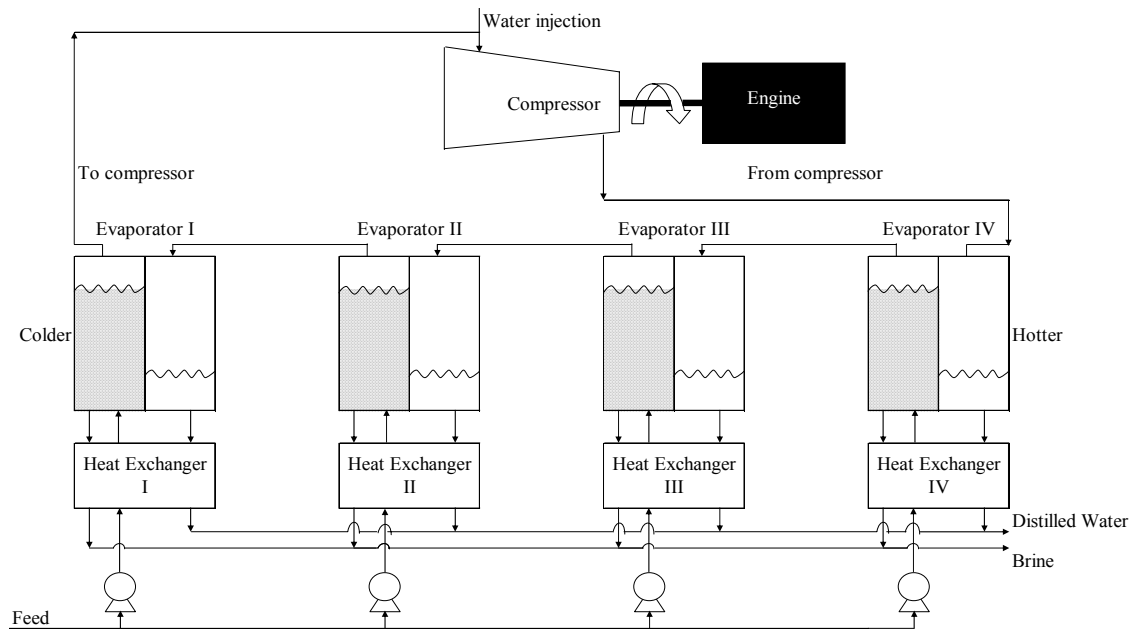 Water injection
Compressor
Engine
To compressor
From compressor
Evaporator I
Evaporator II
Evaporator III
Evaporator IV
Colder
Hotter
Heat Exchanger
I
Heat Exchanger
II
Heat Exchanger
III
Heat Exchanger
IV
Distilled Water
Brine
Feed